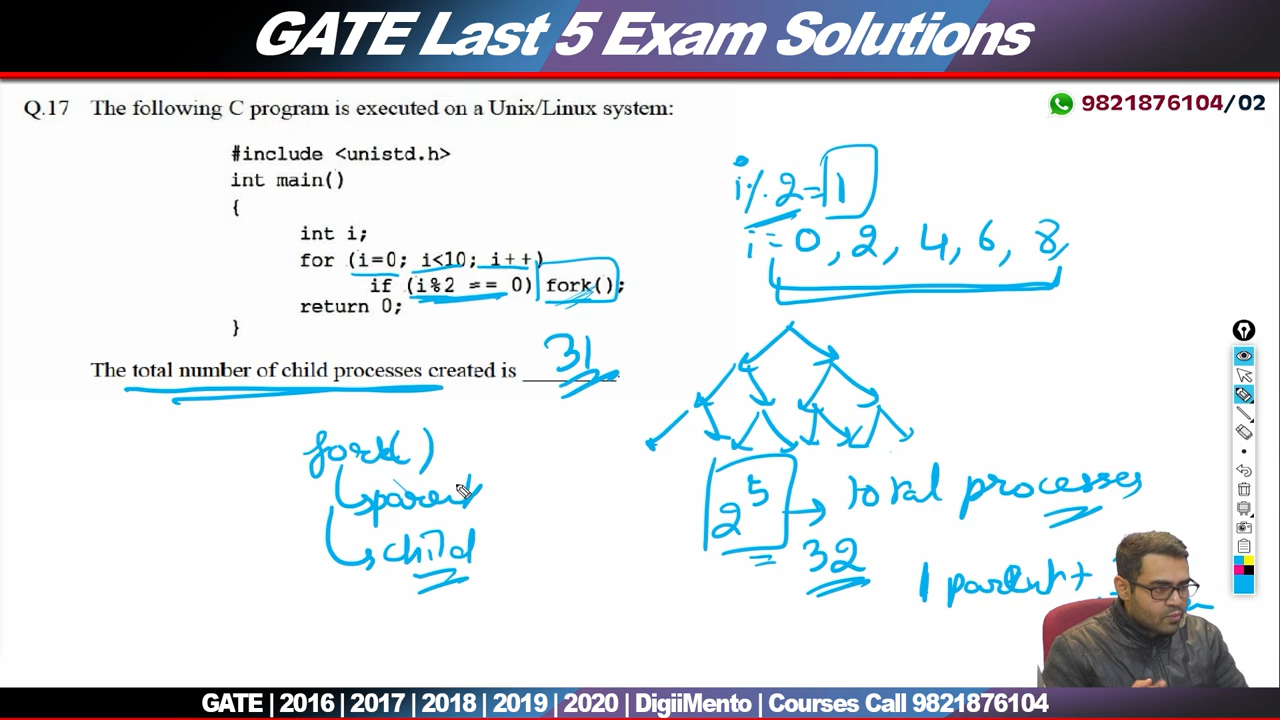 GATE Last 5 Exam Solutions
9821876104/02
Q.17 The following C program is executed on a Unix/Linux system:
#include <unistd.h>
int main()
{
int i;
for (i=0; i<10; i++)
if (i%2 == 0) fork();
return 0;
}
The total number of child processes created is 31
i%2=1
i=0, 2, 4, 6, 8,
fork()
parent
child
2^5 → total processes
32
1 parent +
GATE | 2016 | 2017 | 2018 | 2019 | 2020 | DigiiMento | Courses Call 9821876104